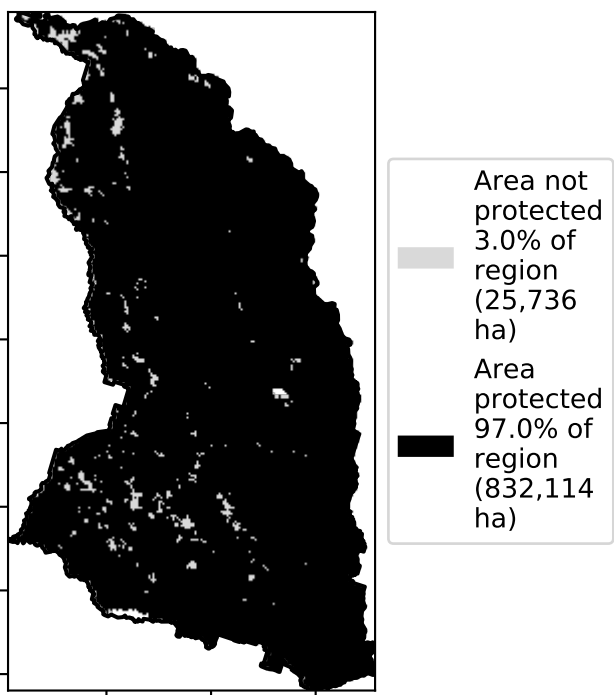 Area not
protected
3.0% of
region
(25,736
ha)
Area
protected
97.0% of
region
(832,114
ha)